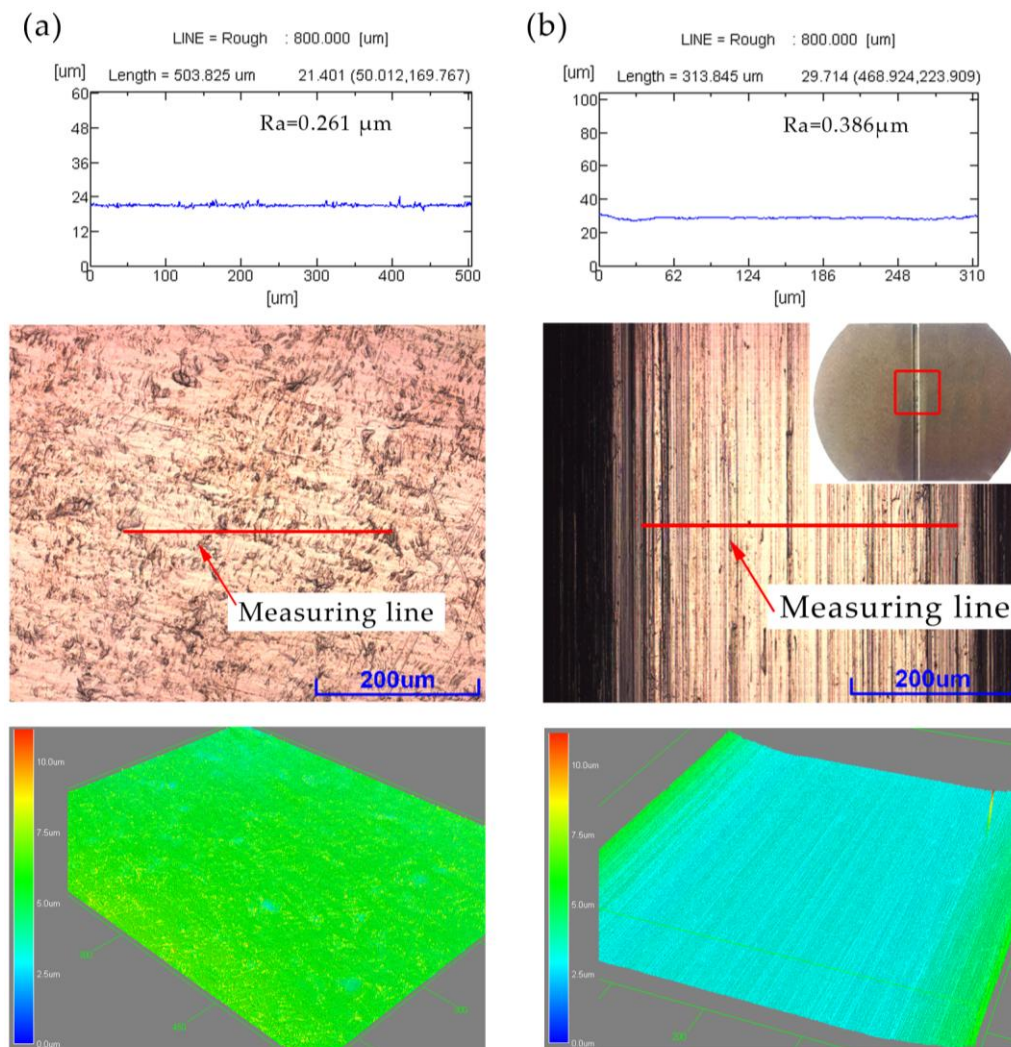 (a)
LINE = Rough : 800.000 [um]
[um] Length = 503.825 um 21.401 (50.012,169.767)
60
48
36
24
12
0
Ra=0.261 μm
0 100 200 300 400 500
[um]
Measuring line
200um
10.0um
7.5um
5.0um
2.5um
0.0um
(b)
LINE = Rough : 800.000 [um]
[um] Length = 313.845 um 29.714 (468.924,223.909)
100
80
60
40
20
0
Ra=0.386μm
0 62 124 186 248 310
[um]
Measuring line
200um
10.0um
7.5um
5.0um
2.5um
0.0um